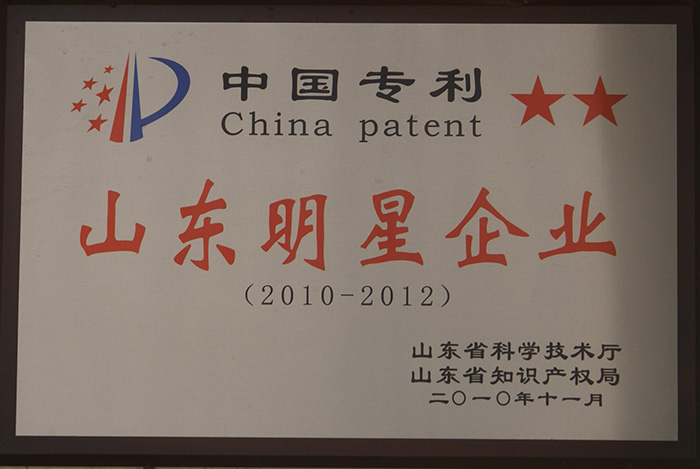 中国专利
China patent
山东明星企业
(2010-2012)
山东省科学技术厅
山东省知识产权局
二〇一〇年十一月